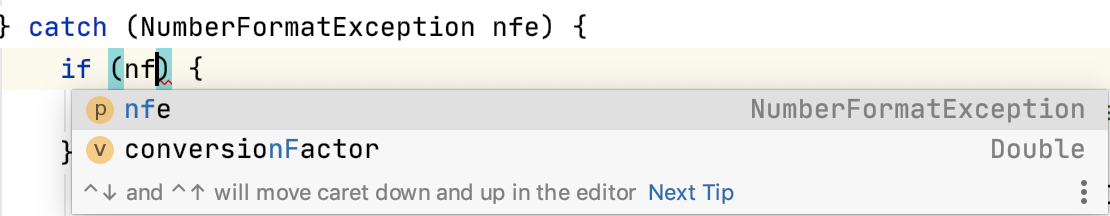 } catch (NumberFormatException nfe) {
if (nf) {
p nfe NumberFormatException
} v conversionFactor Double
^↓ and ^↑ will move caret down and up in the editor Next Tip